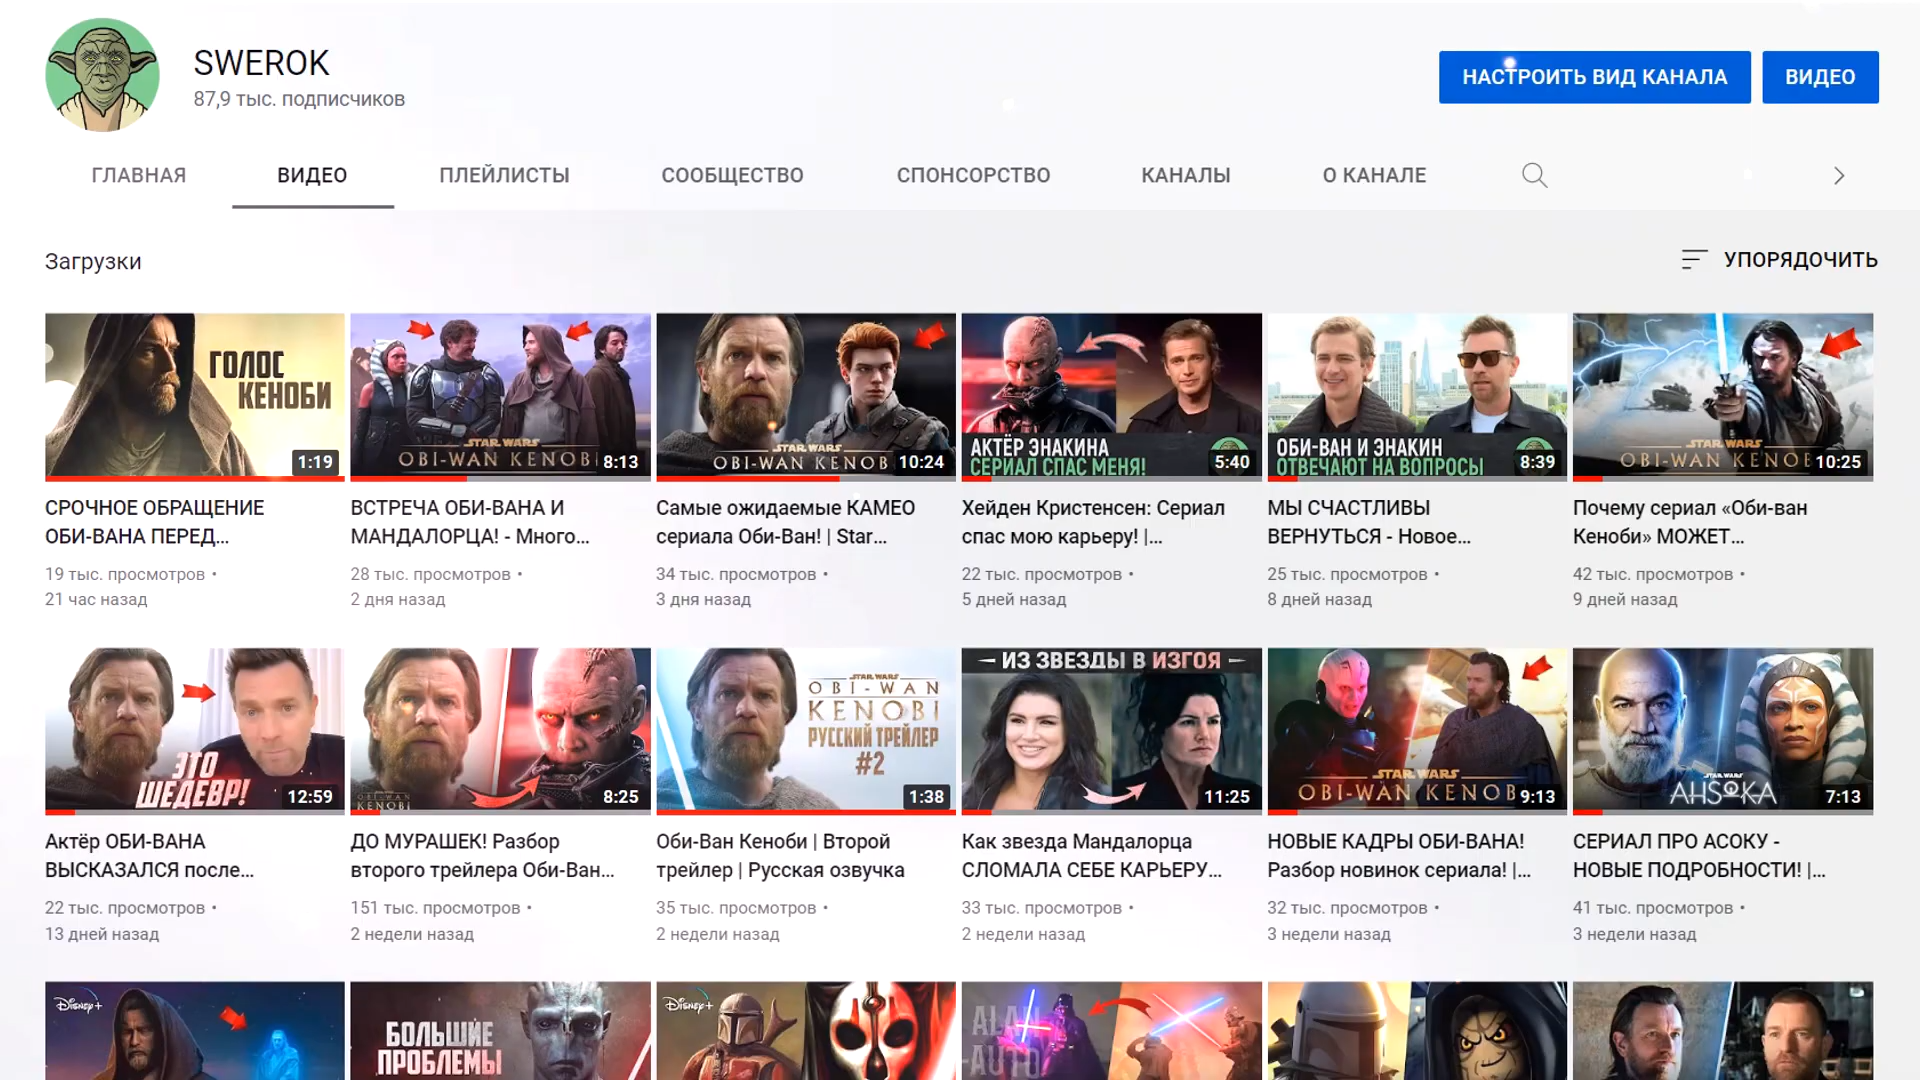 SWEROK
87,9 тыс. подписчиков
НАСТРОИТЬ ВИД КАНАЛА
ВИДЕО
ГЛАВНАЯ
ВИДЕО
ПЛЕЙЛИСТЫ
СООБЩЕСТВО
СПОНСОРСТВО
КАНАЛЫ
О КАНАЛЕ
Загрузки
УПОРЯДОЧИТЬ
ГОЛОС
КЕНОБИ
1:19
СРОЧНОЕ ОБРАЩЕНИЕ
ОБИ-ВАНА ПЕРЕД...
19 тыс. просмотров •
21 час назад
STAR WARS
OBI-WAN KENOBI
8:13
ВСТРЕЧА ОБИ-ВАНА И
МАНДАЛОРЦА! - Много...
28 тыс. просмотров •
2 дня назад
STAR WARS
OBI-WAN KENOB
10:24
Самые ожидаемые КАМЕО
сериала Оби-Ван! | Star...
34 тыс. просмотров •
3 дня назад
АКТЁР ЭНАКИНА
СЕРИАЛ СПАС МЕНЯ!
5:40
Хейден Кристенсен: Сериал
спас мою карьеру! |...
22 тыс. просмотров •
5 дней назад
ОБИ-ВАН И ЭНАКИН
ОТВЕЧАЮТ НА ВОПРОСЫ
8:39
МЫ СЧАСТЛИВЫ
ВЕРНУТЬСЯ - Новое...
25 тыс. просмотров •
8 дней назад
STAR WARS
OBI-WAN KENOB
10:25
Почему сериал «Оби-ван
Кеноби» МОЖЕТ...
42 тыс. просмотров •
9 дней назад
ЭТО
ШЕДЕВР!
12:59
Актёр ОБИ-ВАНА
ВЫСКАЗАЛСЯ после...
22 тыс. просмотров •
13 дней назад
OBI-WAN
KENOBI
8:25
ДО МУРАШЕК! Разбор
второго трейлера Оби-Ван...
151 тыс. просмотров •
2 недели назад
STAR WARS
OBI-WAN
KENOBI
РУССКИЙ ТРЕЙЛЕР
#2
1:38
Оби-Ван Кеноби | Второй
трейлер | Русская озвучка
35 тыс. просмотров •
2 недели назад
ИЗ ЗВЕЗДЫ В ИЗГОЯ
11:25
Как звезда Мандалорца
СЛОМАЛА СЕБЕ КАРЬЕРУ...
33 тыс. просмотров •
2 недели назад
STAR WARS
OBI-WAN KENOB
9:13
НОВЫЕ КАДРЫ ОБИ-ВАНА!
Разбор новинок сериала! |...
32 тыс. просмотров •
3 недели назад
STAR WARS
AHSOKA
7:13
СЕРИАЛ ПРО АСОКУ -
НОВЫЕ ПОДРОБНОСТИ! |...
41 тыс. просмотров •
3 недели назад
Disney+
БОЛЬШИЕ
ПРОБЛЕМЫ
Disney+
ALAN
AUTO